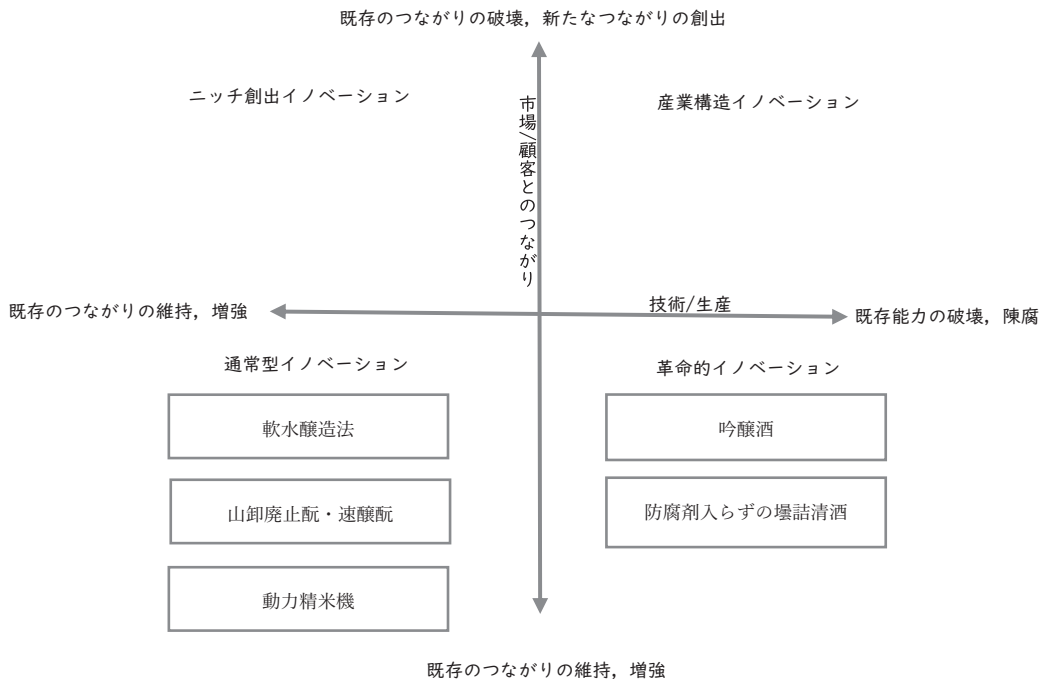 既存のつながりの破壊，新たなつながりの創出
ニッチ創出イノベーション
産業構造イノベーション
市場/顧客とのつながり
技術/生産
既存のつながりの維持，増強
既存能力の破壊，陳腐
通常型イノベーション
革命的イノベーション
軟水醸造法
吟醸酒
山卸廃止酛・速醸酛
防腐剤入らずの壜詰清酒
動力精米機
既存のつながりの維持，増強